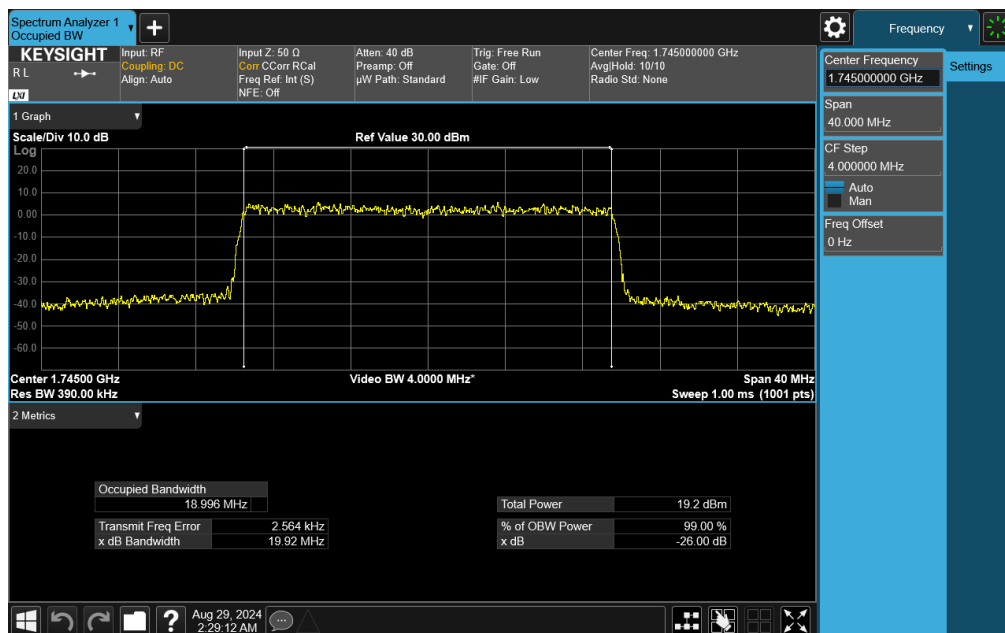 Spectrum Analyzer 1
Occupied BW
+
Frequency
KEYSIGHT
RL
LXI
Input: RF
Coupling: DC
Align: Auto
Input Z: 50 Ω
Corr CCorr RCal
Freq Ref: Int (S)
NFE: Off
Atten: 40 dB
Preamp: Off
µW Path: Standard
Trig: Free Run
Gate: Off
#IF Gain: Low
Center Freq: 1.745000000 GHz
Avg|Hold: 10/10
Radio Std: None
Center Frequency
1.745000000 GHz
Settings
Span
40.000 MHz
CF Step
4.000000 MHz
Auto
Man
Freq Offset
0 Hz
1 Graph
Scale/Div 10.0 dB
Ref Value 30.00 dBm
Log
20.0
10.0
0.00
-10.0
-20.0
-30.0
-40.0
-50.0
-60.0
Center 1.74500 GHz
Video BW 4.0000 MHz*
Span 40 MHz
Res BW 390.00 kHz
Sweep 1.00 ms (1001 pts)
2 Metrics
Occupied Bandwidth
18.996 MHz
Total Power 19.2 dBm
Transmit Freq Error 2.564 kHz
% of OBW Power 99.00 %
x dB Bandwidth 19.92 MHz
x dB -26.00 dB
?
Aug 29, 2024
2:29:12 AM